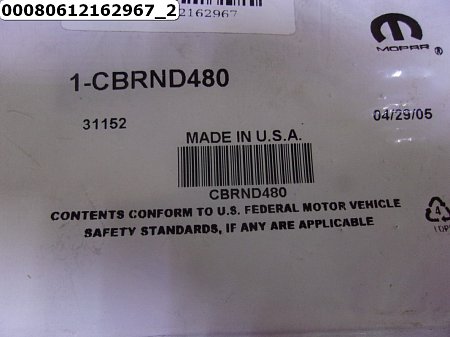 00080612162967_2
2162967
MOPAR ®
1-CBRND480
31152
04/29/05
MADE IN U.S.A.
CBRND480
CONTENTS CONFORM TO U.S. FEDERAL MOTOR VEHICLE
SAFETY STANDARDS, IF ANY ARE APPLICABLE
4